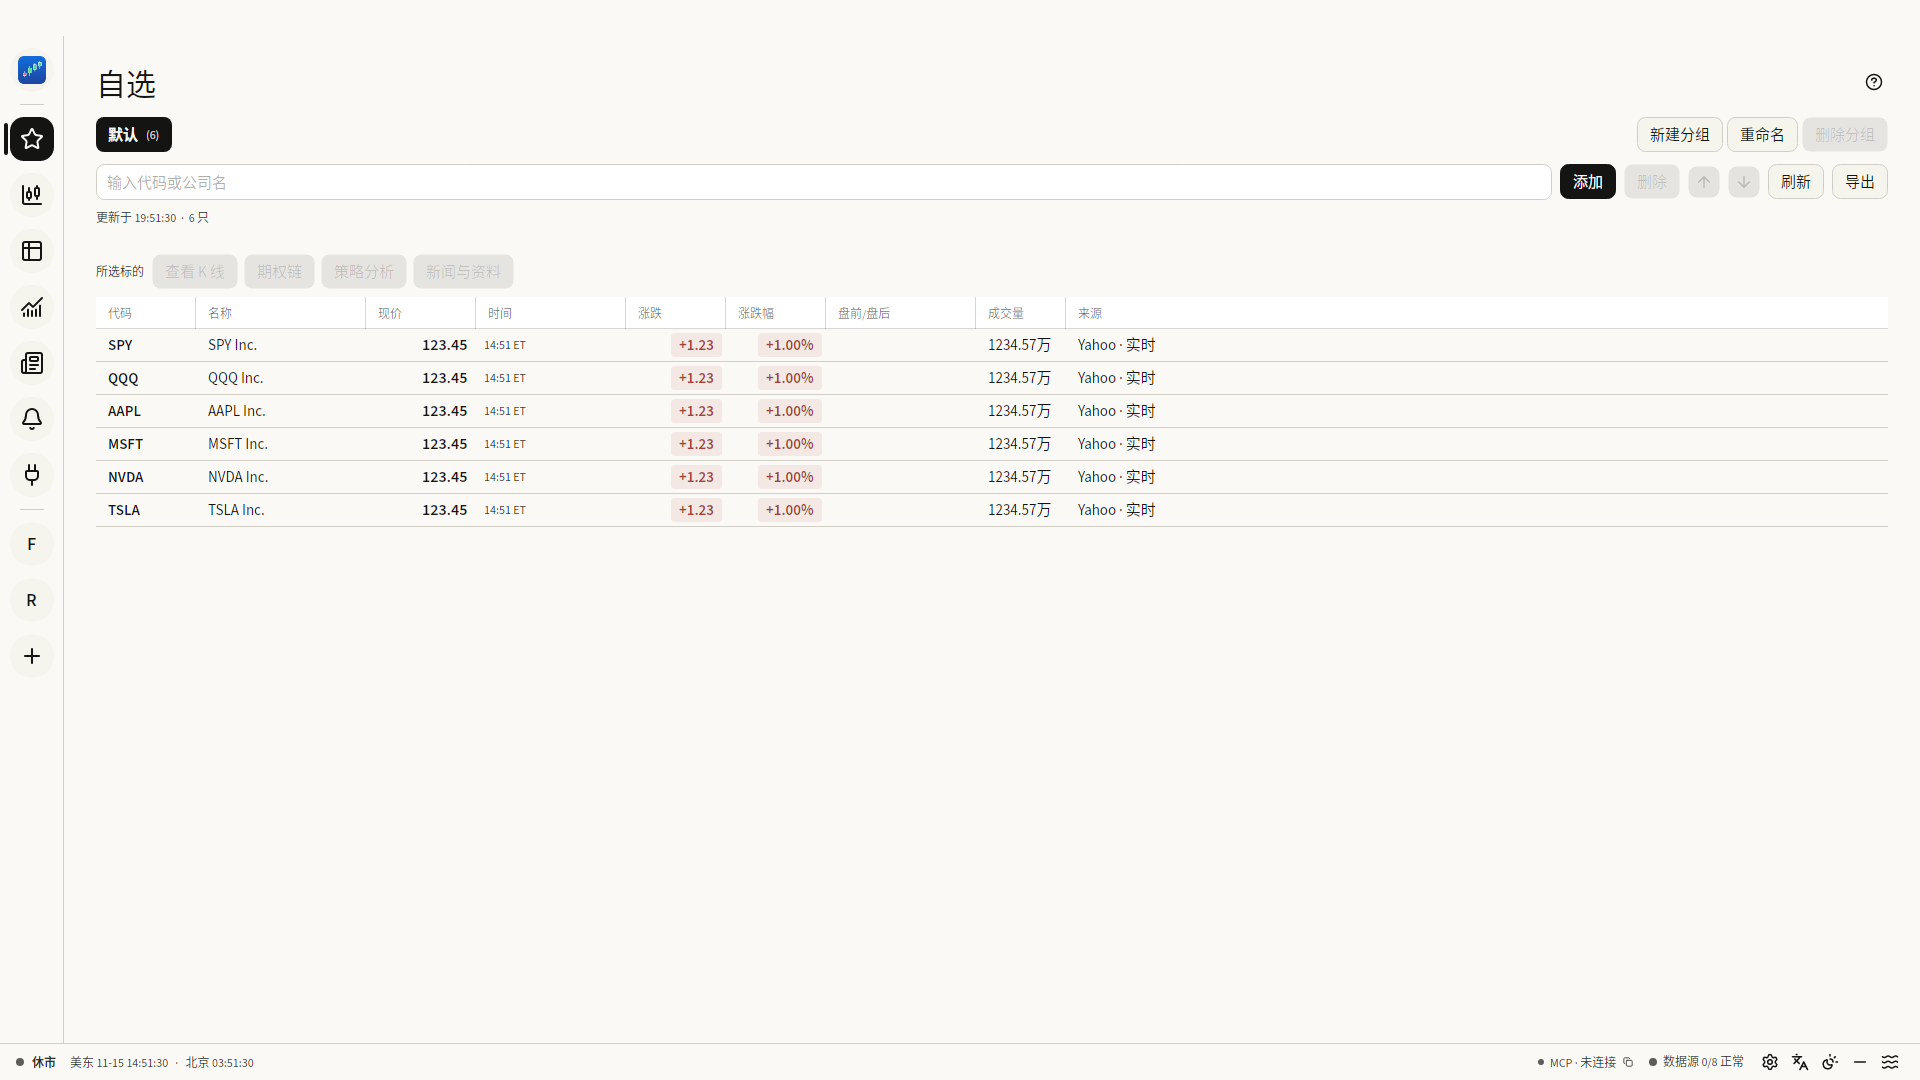 自选
默认 (6)
新建分组 重命名 删除分组
输入代码或公司名 添加 删除 刷新 导出
更新于 19:51:30 · 6 只
所选标的 查看 K 线 期权链 策略分析 新闻与资料
代码 名称 现价 时间 涨跌 涨跌幅 盘前/盘后 成交量 来源
SPY SPY Inc. 123.45 14:51 ET +1.23 +1.00% 1234.57万 Yahoo · 实时
QQQ QQQ Inc. 123.45 14:51 ET +1.23 +1.00% 1234.57万 Yahoo · 实时
AAPL AAPL Inc. 123.45 14:51 ET +1.23 +1.00% 1234.57万 Yahoo · 实时
MSFT MSFT Inc. 123.45 14:51 ET +1.23 +1.00% 1234.57万 Yahoo · 实时
NVDA NVDA Inc. 123.45 14:51 ET +1.23 +1.00% 1234.57万 Yahoo · 实时
TSLA TSLA Inc. 123.45 14:51 ET +1.23 +1.00% 1234.57万 Yahoo · 实时
F
R
休市 美东 11-15 14:51:30 · 北京 03:51:30 MCP · 未连接 数据源 0/8 正常